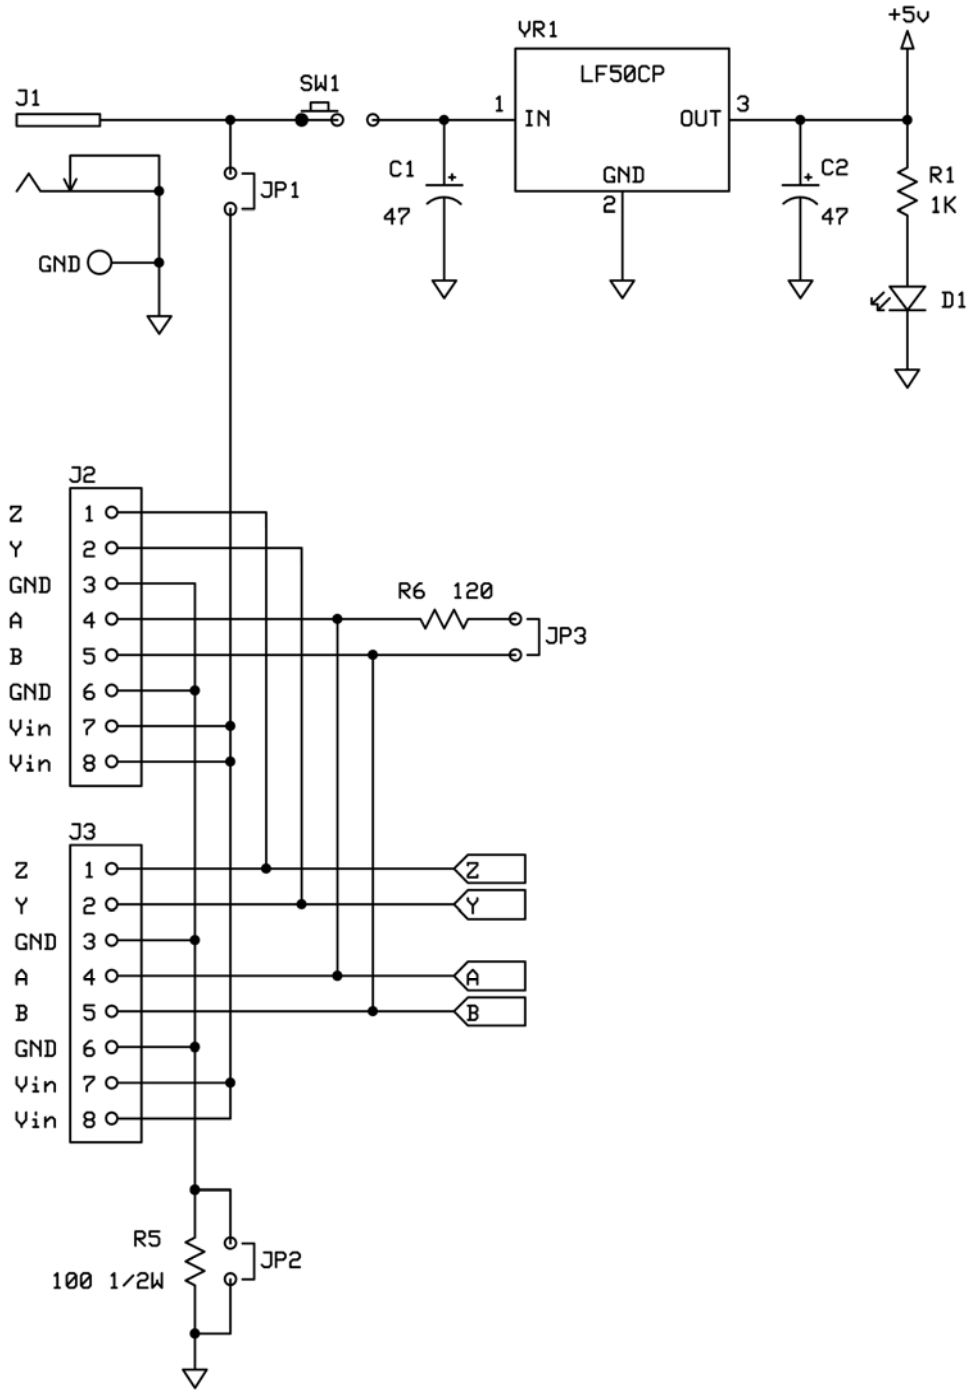 +5v
VR1
LF50CP
J1
SW1
1
IN
OUT
3
C1
+
47
GND
2
C2
+
47
R1
1K
JP1
GND
D1
J2
Z 1
Y 2
GND 3
A 4
B 5
GND 6
Vin 7
Vin 8
R6 120
JP3
J3
Z 1 Z
Y 2 Y
GND 3
A 4 A
B 5 B
GND 6
Vin 7
Vin 8
R5
100 1/2W
JP2